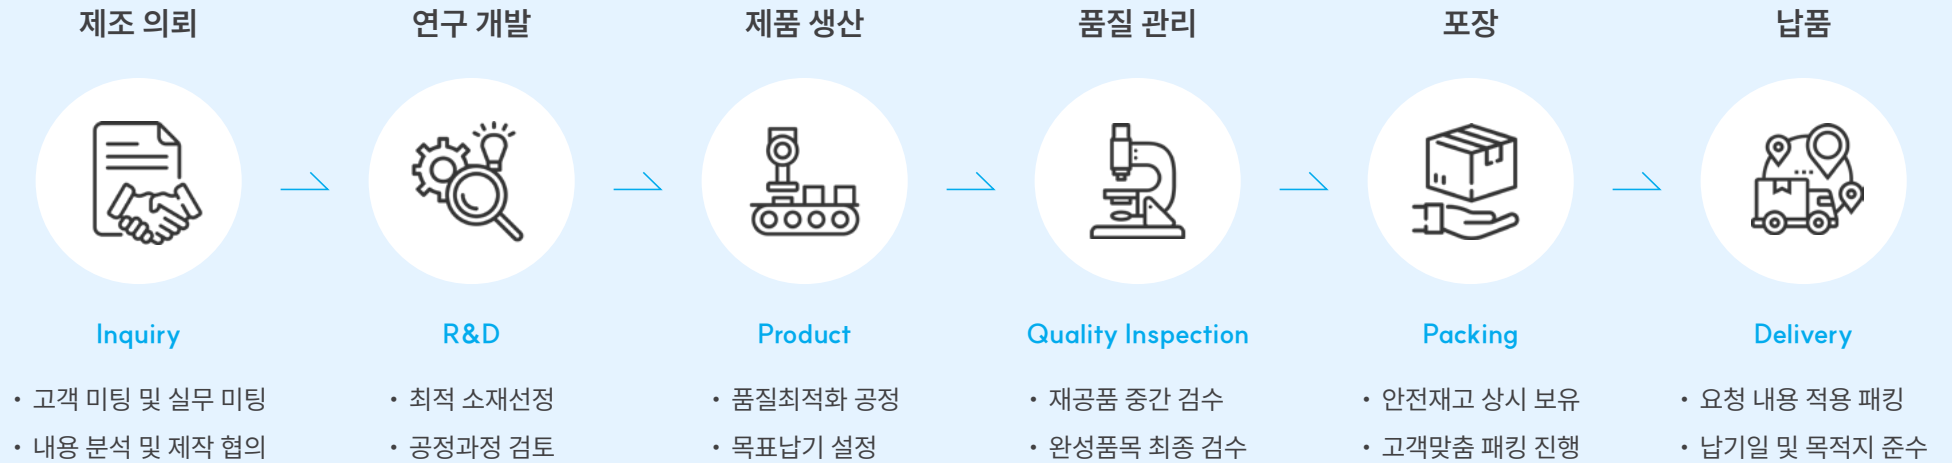 제조 의뢰
연구 개발
제품 생산
품질 관리
포장
납품
Inquiry
R&D
Product
Quality Inspection
Packing
Delivery
• 고객 미팅 및 실무 미팅
• 내용 분석 및 제작 협의
• 최적 소재선정
• 공정과정 검토
• 품질최적화 공정
• 목표납기 설정
• 재공품 중간 검수
• 완성품목 최종 검수
• 안전재고 상시 보유
• 고객맞춤 패킹 진행
• 요청 내용 적용 패킹
• 납기일 및 목적지 준수